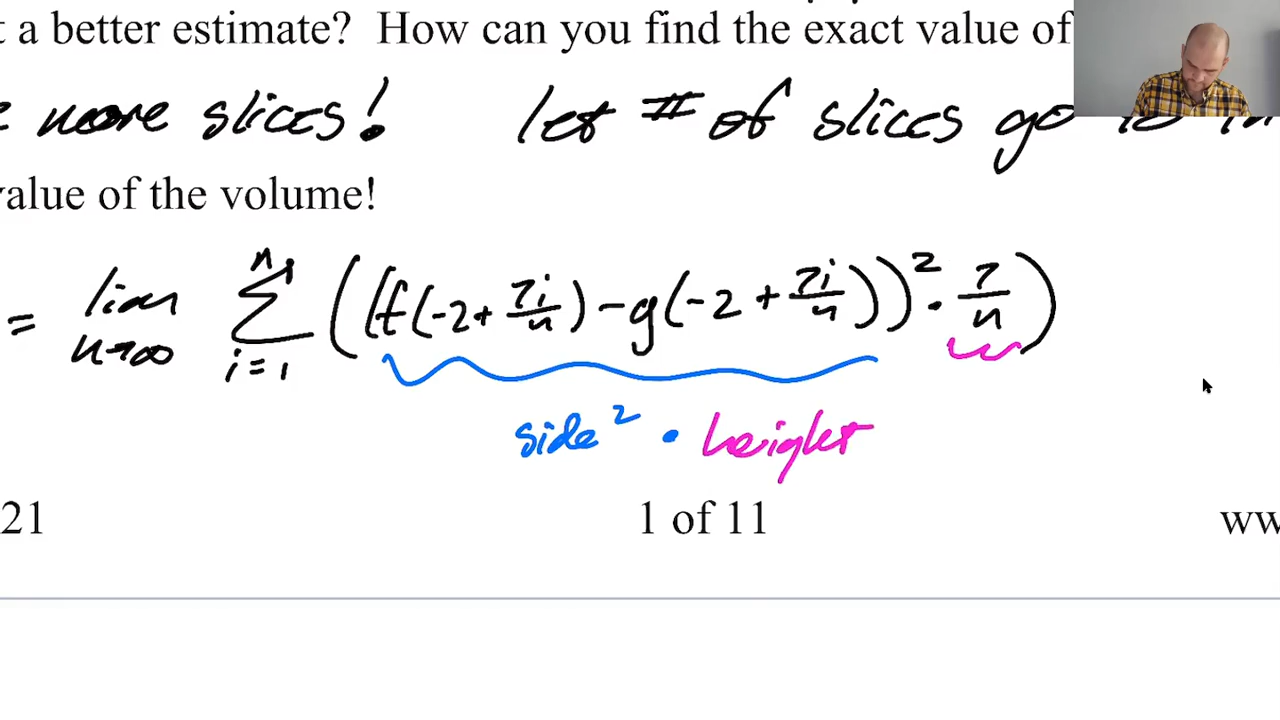 t a better estimate? How can you find the exact value of
more slices! let # of slices go to
value of the volume!
= lim n→∞ Σ i=1 n ((f(-2+7i/n)-g(-2+7i/n))² · 7/n)
side² · height
21 1 of 11 ww